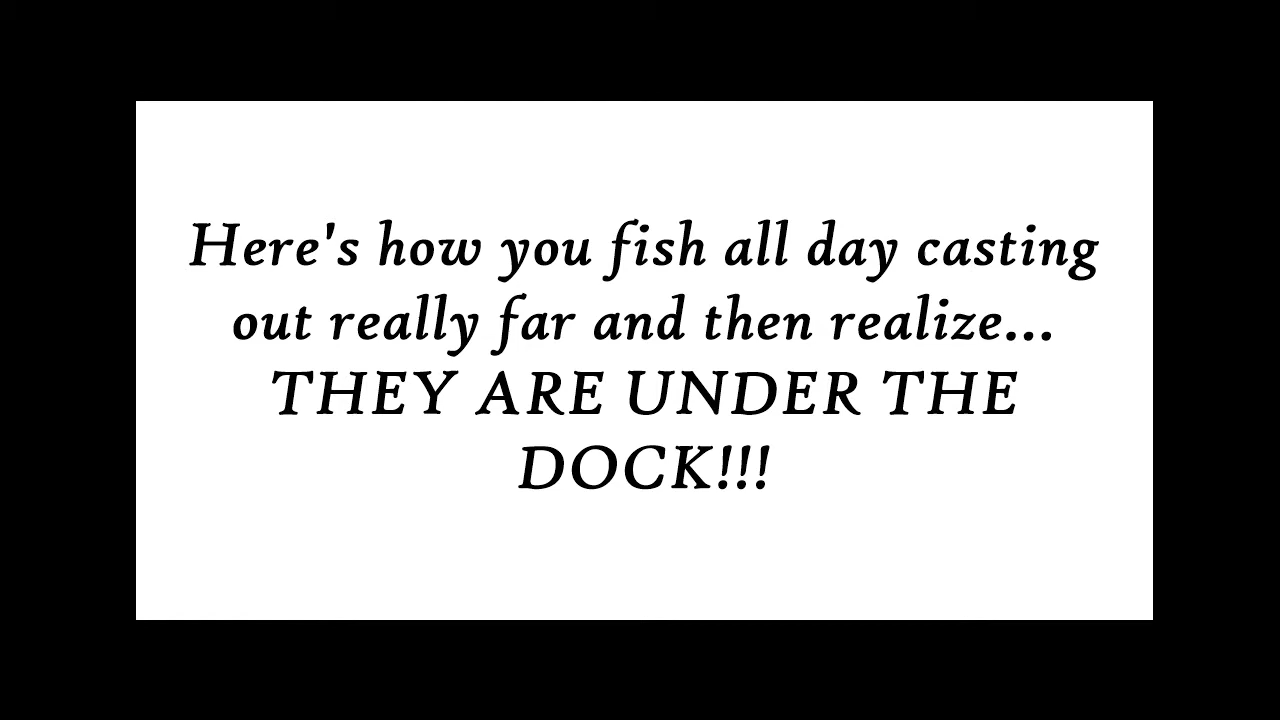 Here's how you fish all day casting
out really far and then realize...
THEY ARE UNDER THE
DOCK!!!